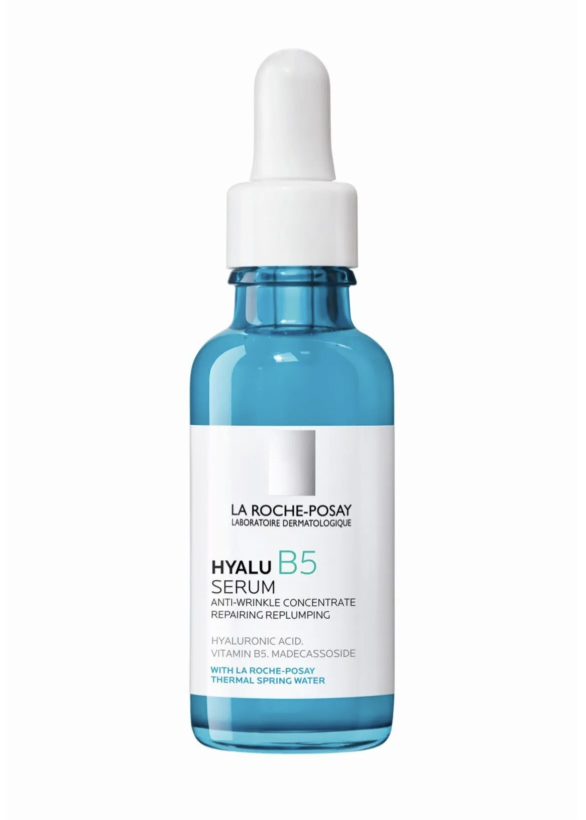 LA ROCHE-POSAY
LABORATOIRE DERMATOLOGIQUE
HYALU B5
SERUM
ANTI-WRINKLE CONCENTRATE
REPAIRING REPLUMPING
HYALURONIC ACID.
VITAMIN B5. MADECASSOSIDE
WITH LA ROCHE-POSAY
THERMAL SPRING WATER